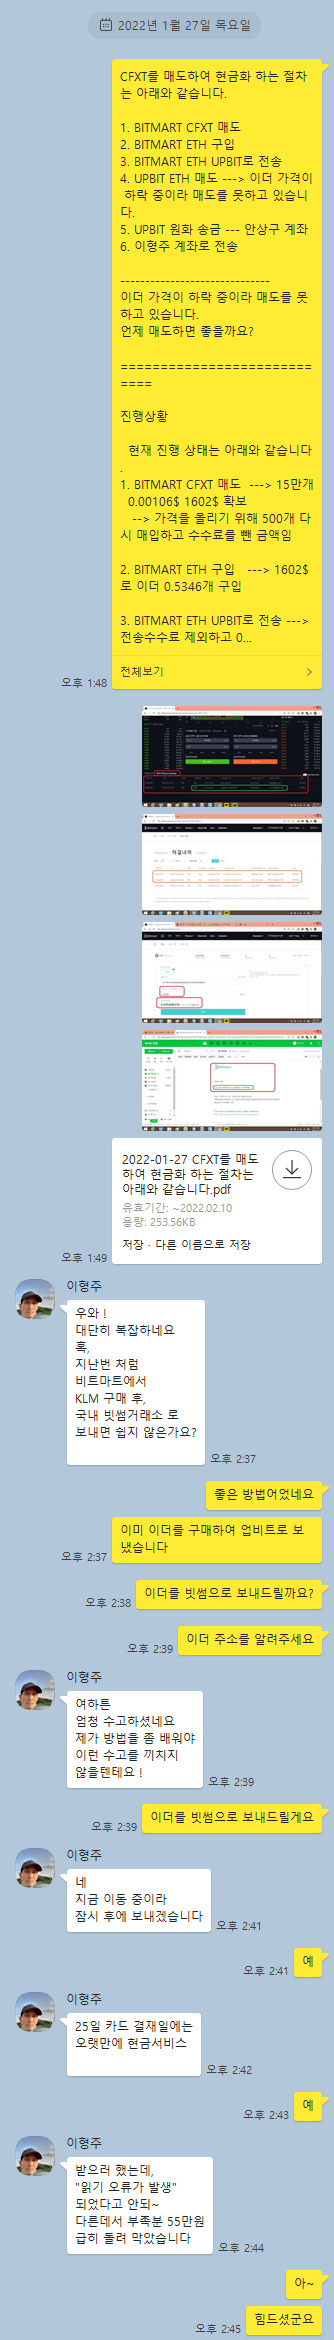 2022년 1월 27일 목요일
CFXT를 매도하여 현금화 하는 절차
는 아래와 같습니다.
1. BITMART CFXT 매도
2. BITMART ETH 구입
3. BITMART ETH UPBIT로 전송
4. UPBIT ETH 매도 ---> 이더 가격이
하락 중이라 매도를 못하고 있습니
다.
5. UPBIT 원화 송금 --- 안상구 계좌
6. 이형주 계좌로 전송
------------------------------
이더 가격이 하락 중이라 매도를 못
하고 있습니다.
언제 매도하면 좋을까요?
==========================
====
진행상황
현재 진행 상태는 아래와 같습니다
.
1. BITMART CFXT 매도 ---> 15만개
0.00106$ 1602$ 확보
--> 가격을 올리기 위해 500개 다
시 매입하고 수수료를 뺀 금액임
2. BITMART ETH 구입 ---> 1602$
로 이더 0.5346개 구입
3. BITMART ETH UPBIT로 전송 --->
전송수수료 제외하고 0...
전체보기
오후 1:48
체결내역
2022-01-27 CFXT를 매도
하여 현금화 하는 절차는
아래와 같습니다.pdf
유효기간: ~2022.02.10
용량: 253.56KB
저장 · 다른 이름으로 저장
오후 1:49
이형주
우와 !
대단히 복잡하네요
혹,
지난번 처럼
비트마트에서
KLM 구매 후,
국내 빗썸거래소 로
보내면 쉽지 않은가요?
오후 2:37
좋은 방법어었네요
이미 이더를 구매하여 업비트로 보
냈습니다
오후 2:37
이더를 빗썸으로 보내드릴까요?
오후 2:38
이더 주소를 알려주세요
오후 2:39
이형주
여하튼
엄청 수고하셨네요
제가 방법을 좀 배워야
이런 수고를 끼치지
않을텐테요 !
오후 2:39
이더를 빗썸으로 보내드릴게요
오후 2:39
이형주
네
지금 이동 중이라
잠시 후에 보내겠습니다
오후 2:41
예
오후 2:41
이형주
25일 카드 결재일에는
오랫만에 현금서비스
오후 2:42
예
오후 2:43
이형주
받으러 했는데,
"읽기 오류가 발생"
되었다고 안되~
다른데서 부족분 55만원
급히 돌려 막았습니다
오후 2:44
아~
힘드셨군요
오후 2:45